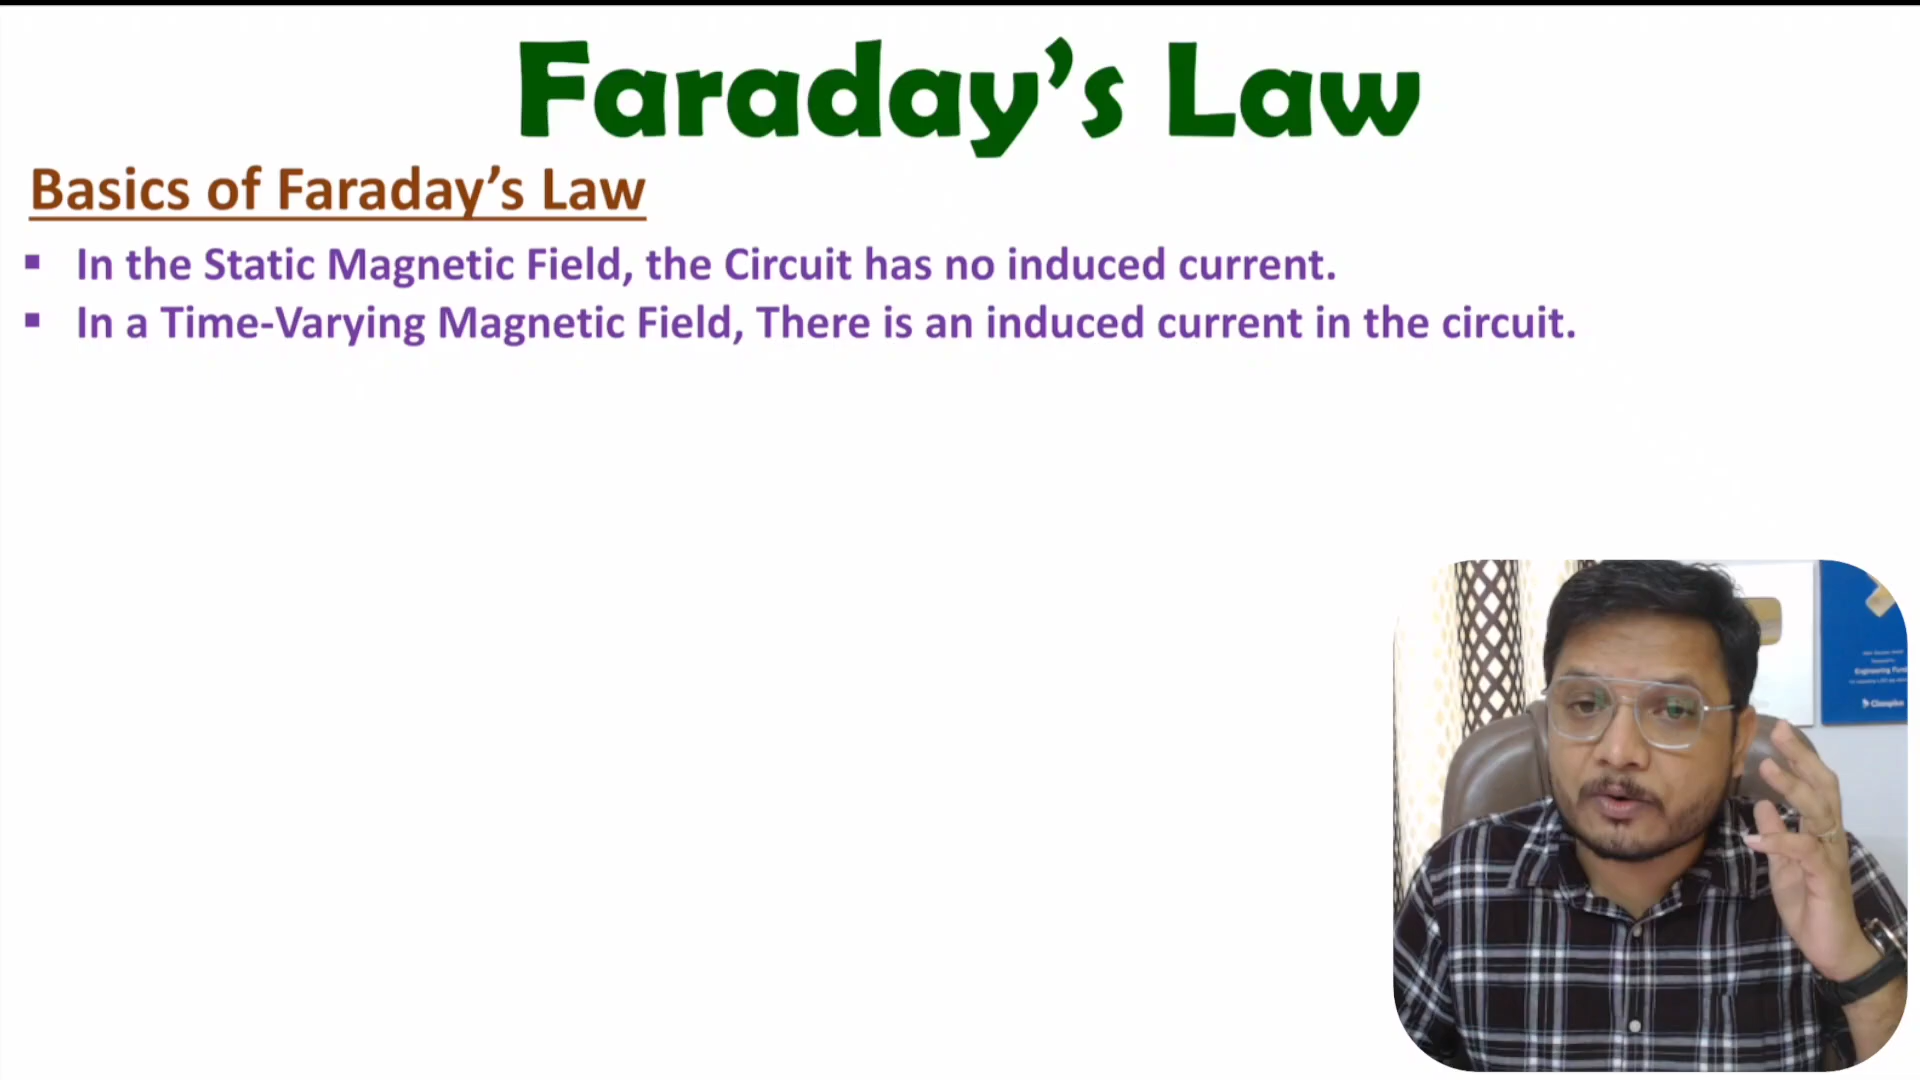 Faraday’s Law
Basics of Faraday’s Law
▪ In the Static Magnetic Field, the Circuit has no induced current.
▪ In a Time-Varying Magnetic Field, There is an induced current in the circuit.
Classplus